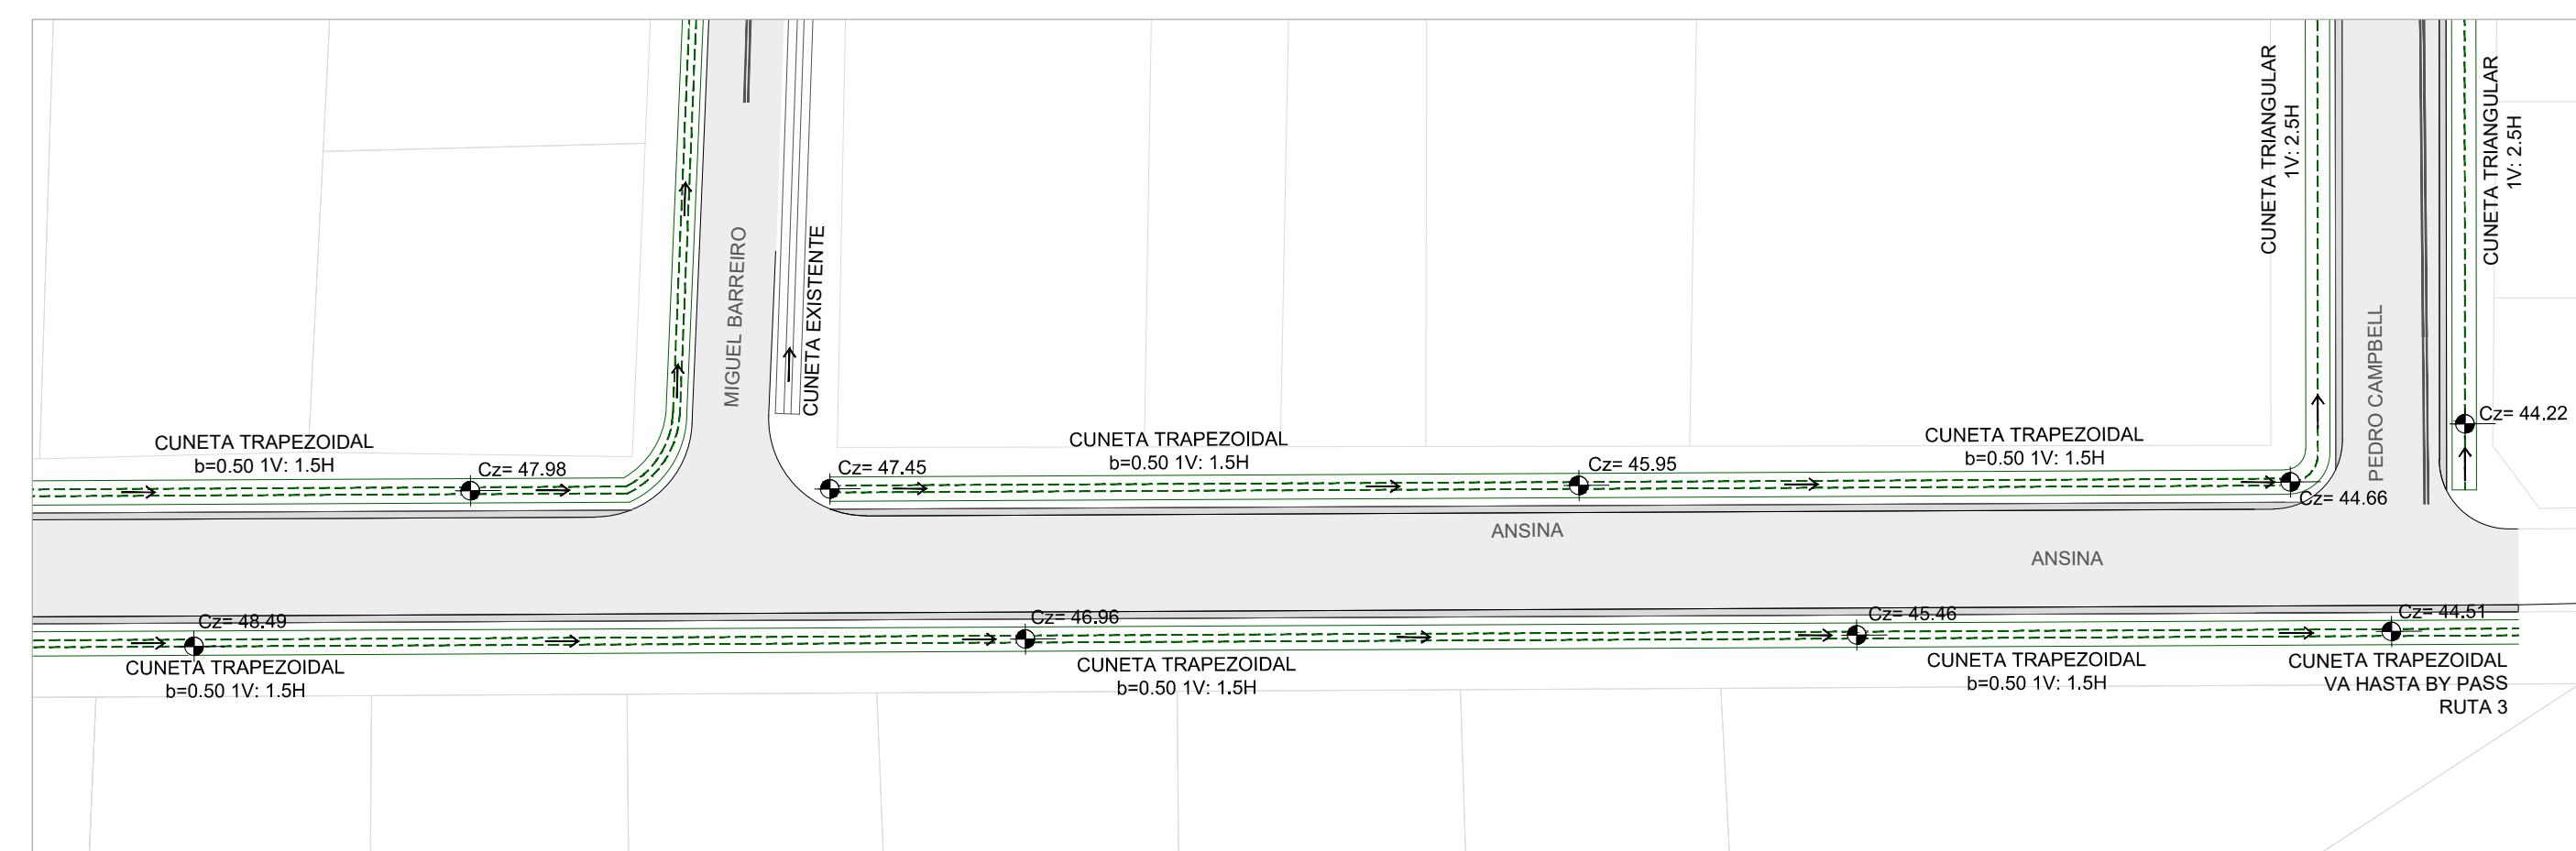 CUNETA TRIANGULAR
1V: 2.5H
CUNETA TRIANGULAR
1V: 2.5H
MIGUEL BARREIRO
CUNETA EXISTENTE
PEDRO CAMPBELL
Cz= 44.22
CUNETA TRAPEZOIDAL
b=0.50 1V: 1.5H
Cz= 47.98
Cz= 47.45
CUNETA TRAPEZOIDAL
b=0.50 1V: 1.5H
Cz= 45.95
CUNETA TRAPEZOIDAL
b=0.50 1V: 1.5H
Cz= 44.66
ANSINA
ANSINA
Cz= 48.49
Cz= 46.96
Cz= 45.46
Cz= 44.51
CUNETA TRAPEZOIDAL
b=0.50 1V: 1.5H
CUNETA TRAPEZOIDAL
b=0.50 1V: 1.5H
CUNETA TRAPEZOIDAL
b=0.50 1V: 1.5H
CUNETA TRAPEZOIDAL
VA HASTA BY PASS
RUTA 3